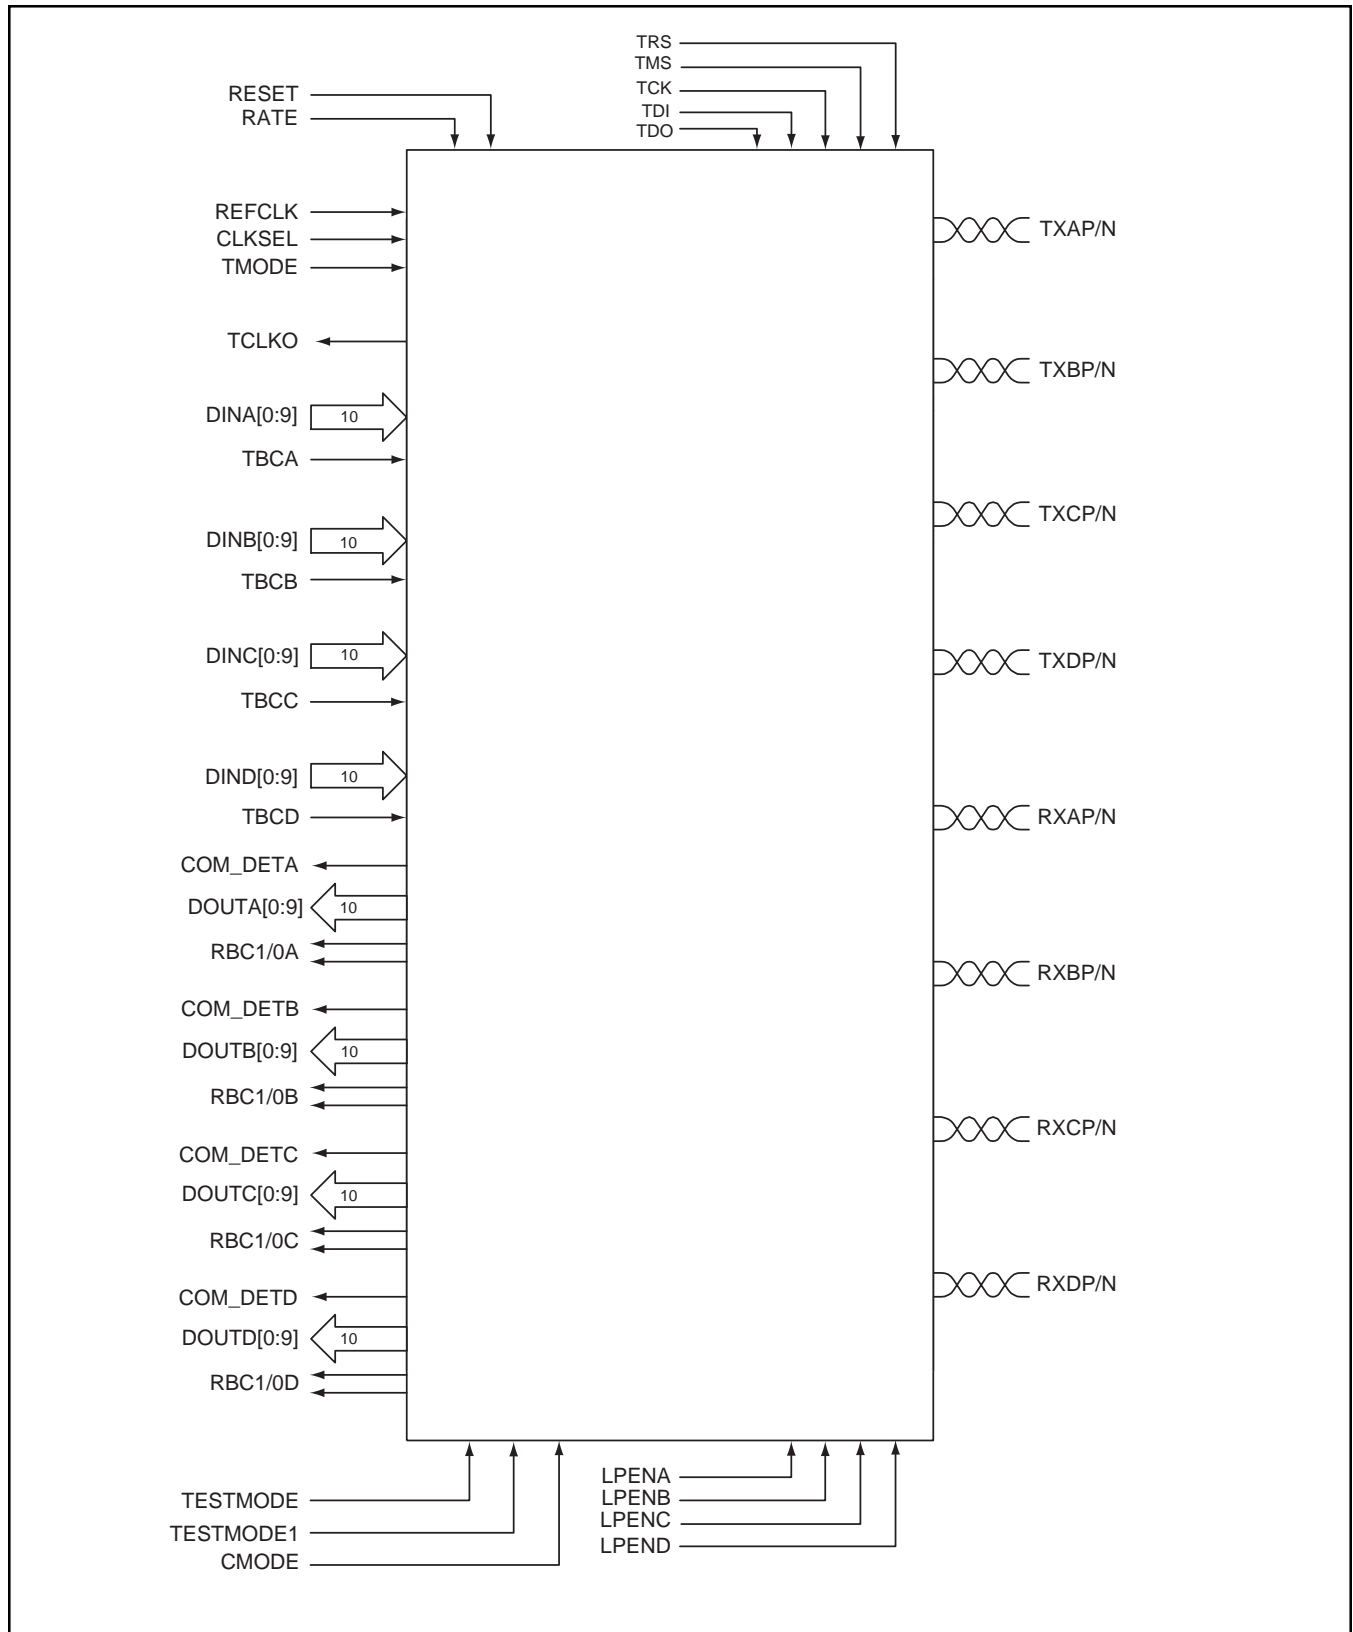 TRS
TMS
TCK
TDI
TDO
RESET
RATE
REFCLK
CLKSEL
TMODE
TCLKO
DINA[0:9]
10
TBCA
DINB[0:9]
10
TBCB
DINC[0:9]
10
TBCC
DIND[0:9]
10
TBCD
COM_DETA
DOUTA[0:9]
10
RBC1/0A
COM_DETB
DOUTB[0:9]
10
RBC1/0B
COM_DETC
DOUTC[0:9]
10
RBC1/0C
COM_DETD
DOUTD[0:9]
10
RBC1/0D
TXAP/N
TXBP/N
TXCP/N
TXDP/N
RXAP/N
RXBP/N
RXCP/N
RXDP/N
TESTMODE
TESTMODE1
CMODE
LPENA
LPENB
LPENC
LPEND